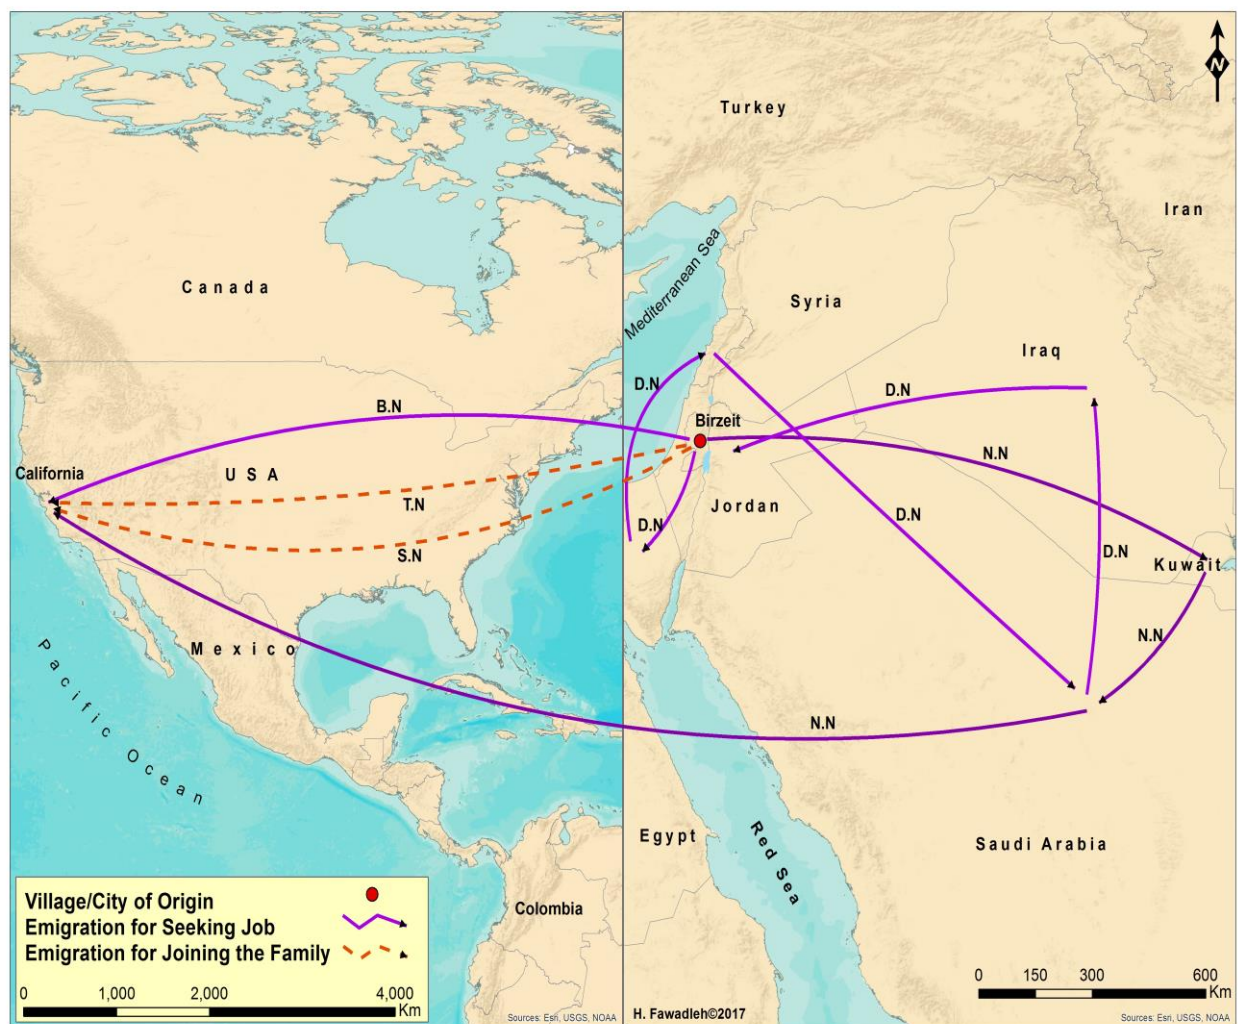 N
Turkey
Iran
Mediterranean Sea
Canada
Syria
Iraq
D.N
D.N
B.N
Birzeit
N.N
California
U S A
T.N
Jordan
D.N
D.N
S.N
D.N
Kuwait
N.N
Mexico
Pacific Ocean
N.N
Egypt
Red Sea
Saudi Arabia
Colombia
Village/City of Origin
Emigration for Seeking Job
Emigration for Joining the Family
0 1,000 2,000 4,000
Km
Sources: Esri, USGS, NOAA
H. Fawadleh©2017
0 150 300 600
Km
Sources: Esri, USGS, NOAA